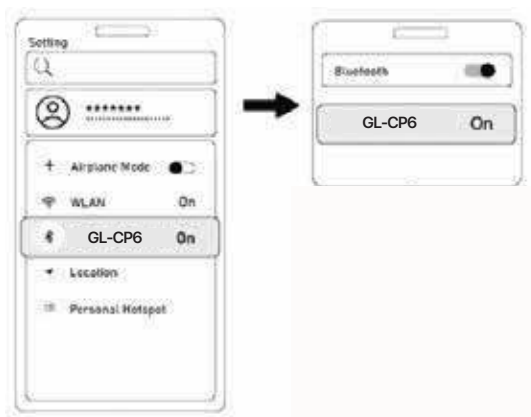 Setting
*******
Airplane Mode
WLAN On
GL-CP6 On
Location
Personal Hotspot
Bluetooth
GL-CP6 On